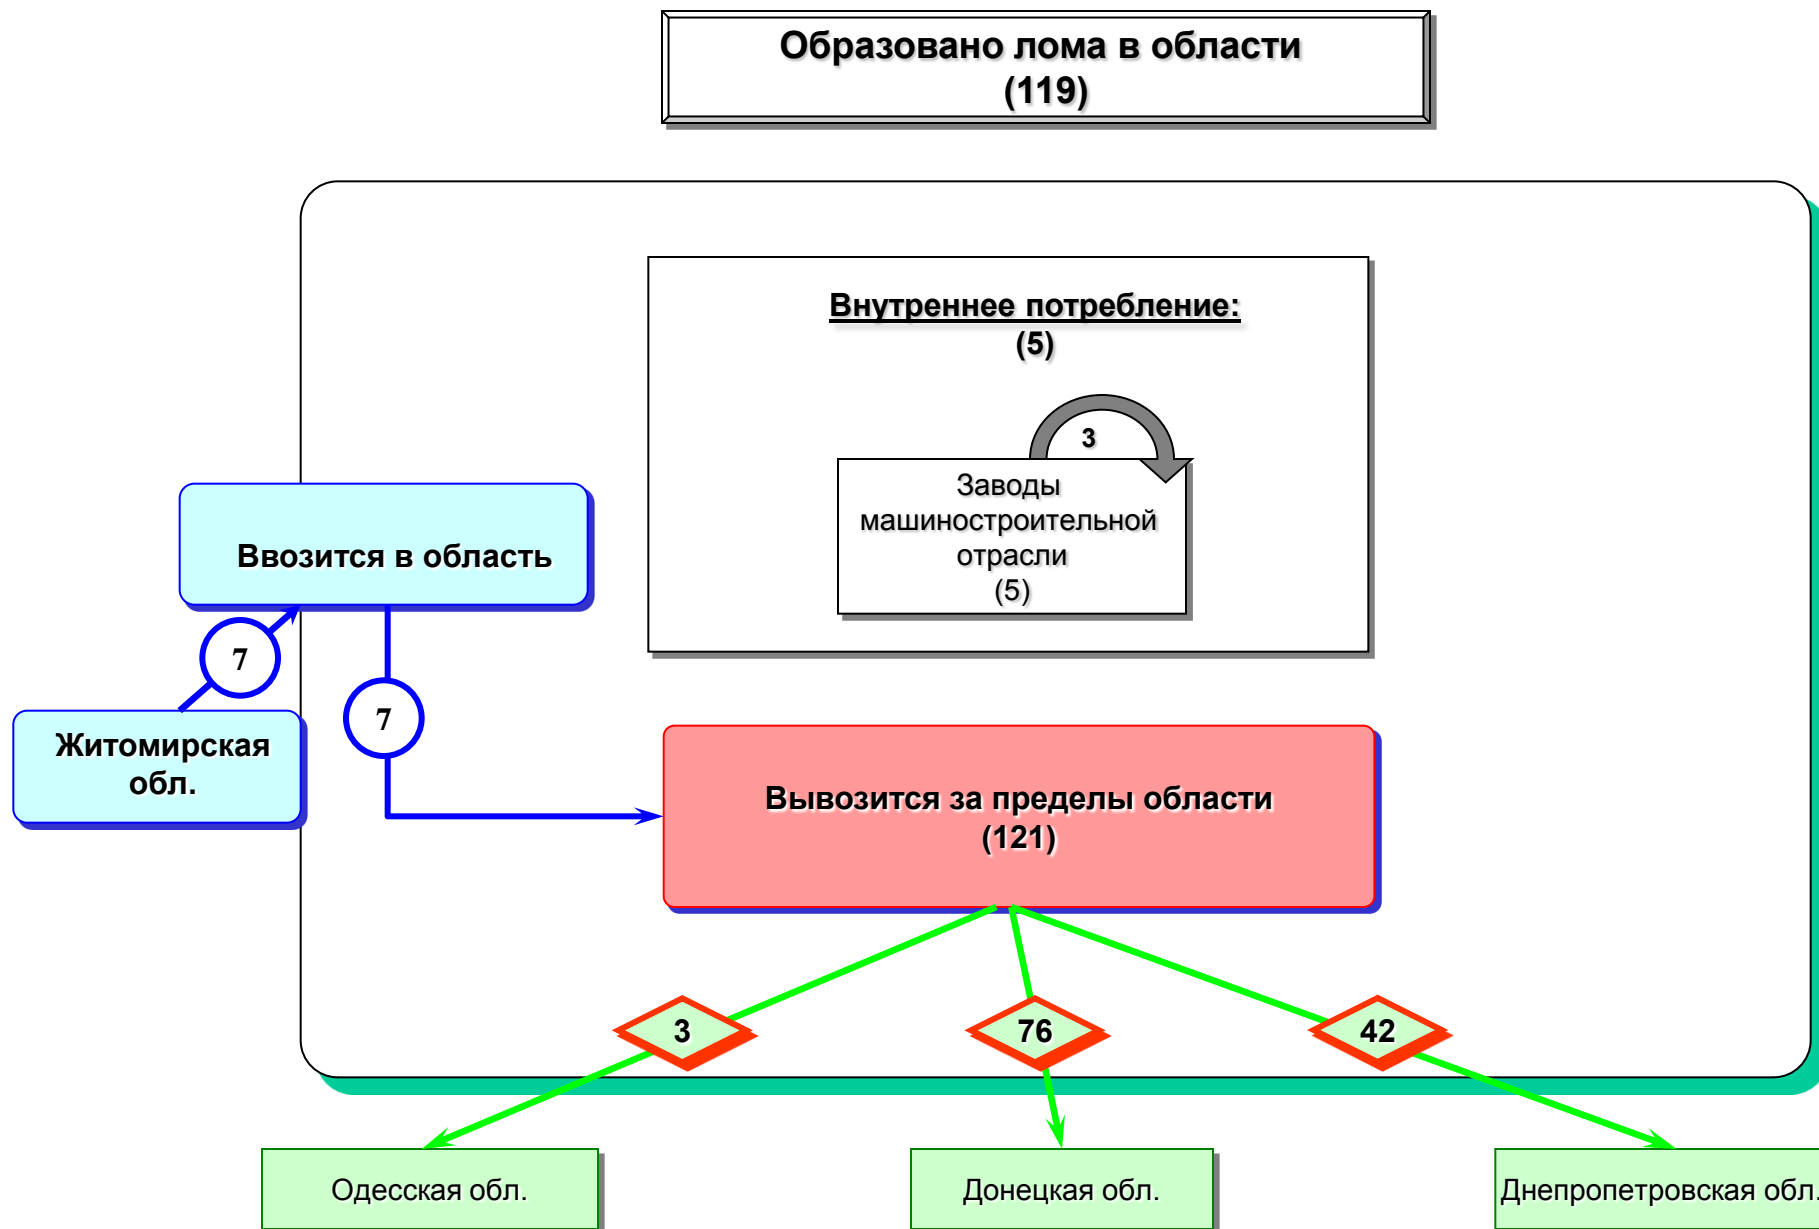 Образовано лома в области
(119)
Внутреннее потребление:
(5)
3
Заводы
машиностроительной
отрасли
(5)
Ввозится в область
7
7
Житомирская
обл.
Вывозится за пределы области
(121)
3
76
42
Одесская обл.
Донецкая обл.
Днепропетровская обл.